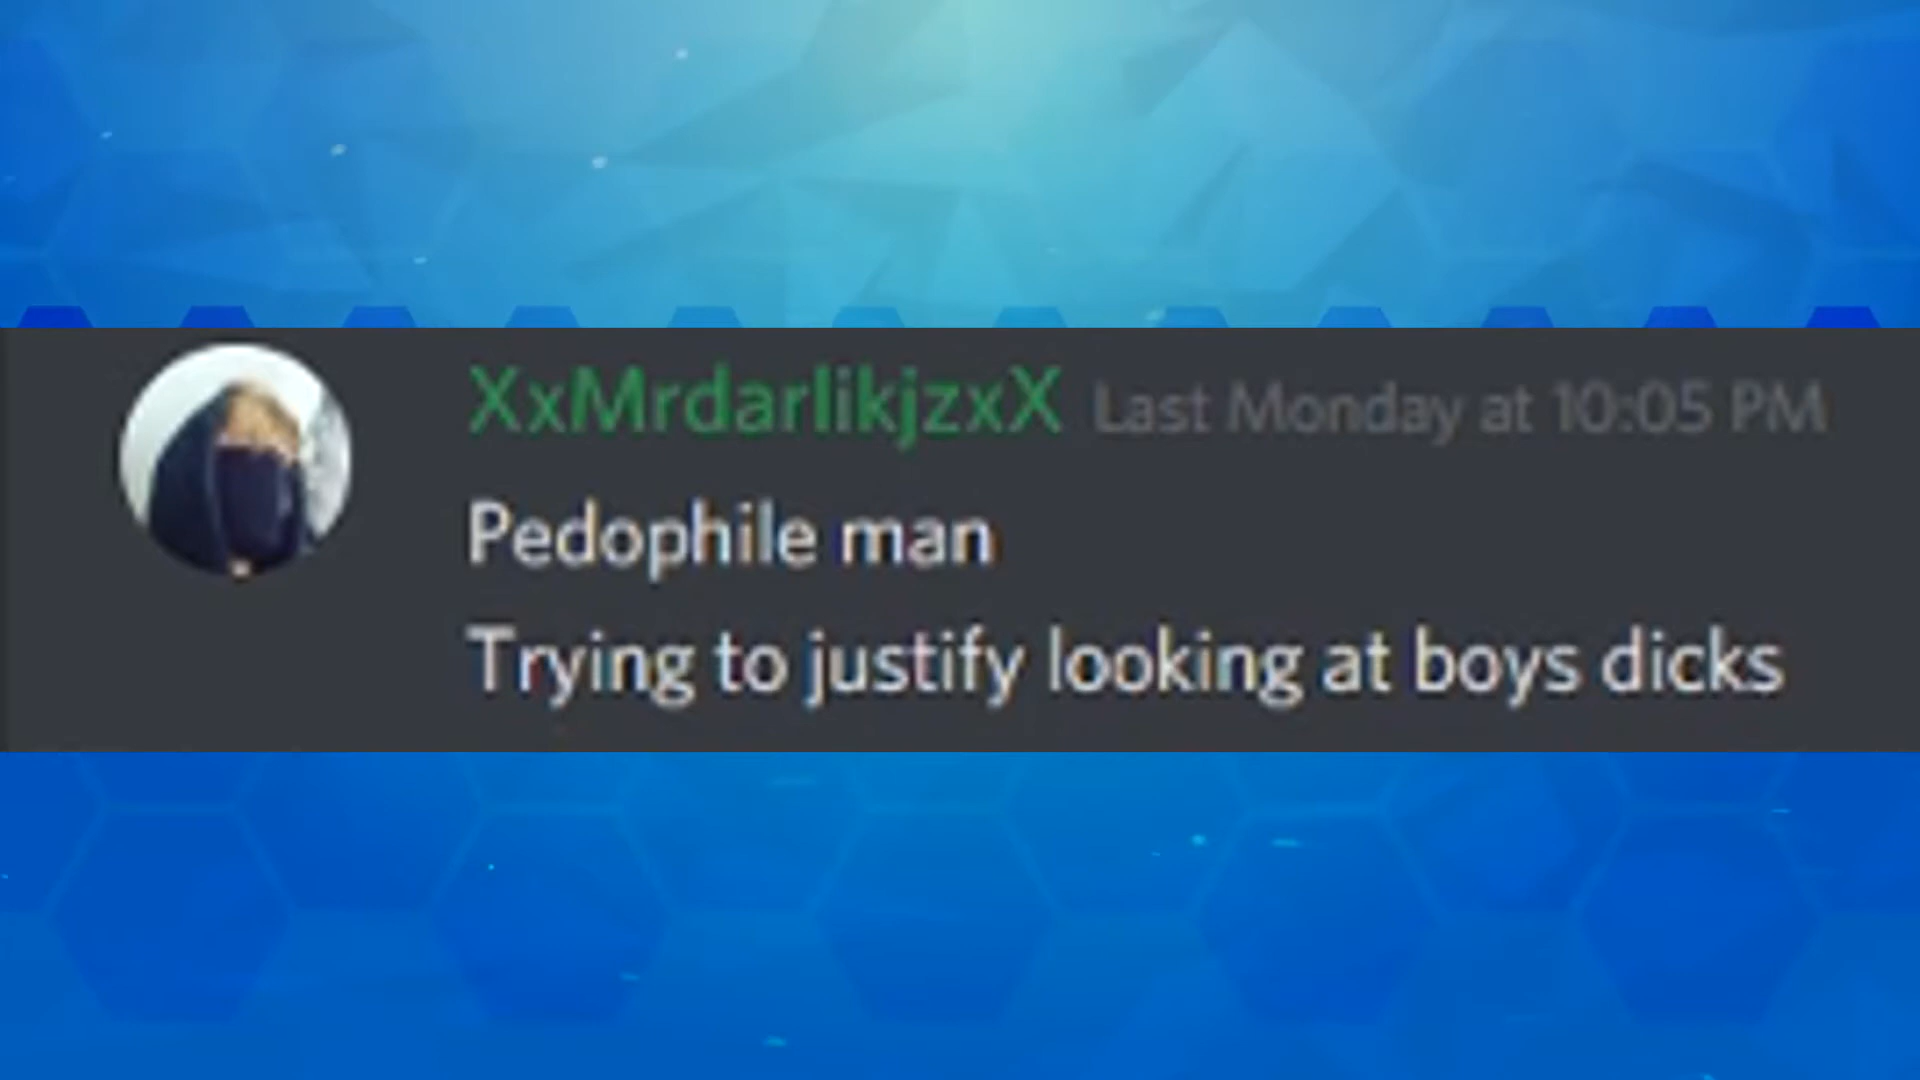 XxMrdarlikjzxX Last Monday at 10:05 PM
Pedophile man
Trying to justify looking at boys dicks